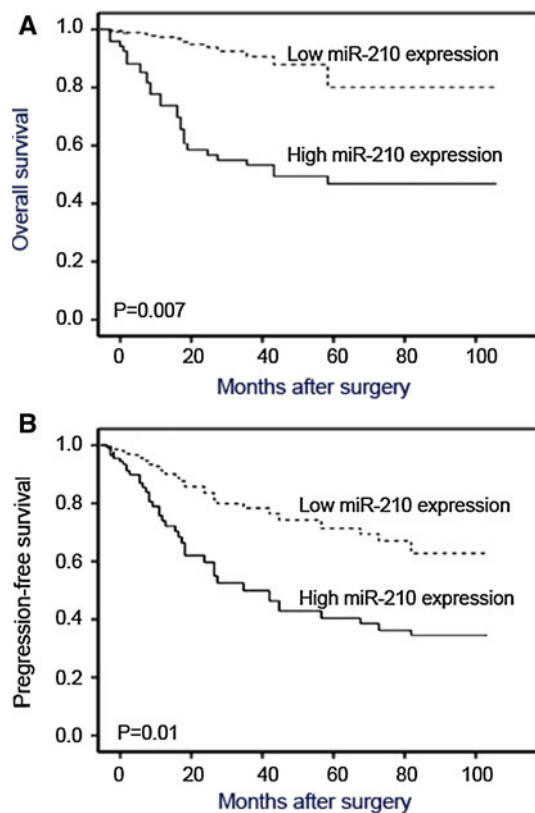 A
1.0
Low miR-210 expression
0.8
0.6
High miR-210 expression
0.4
0.2
P=0.007
0.0
0 20 40 60 80 100
Months after surgery
Overall survival
B
1.0
0.8
Low miR-210 expression
0.6
High miR-210 expression
0.4
0.2
P=0.01
0.0
0 20 40 60 80 100
Months after surgery
Pregression-free survival